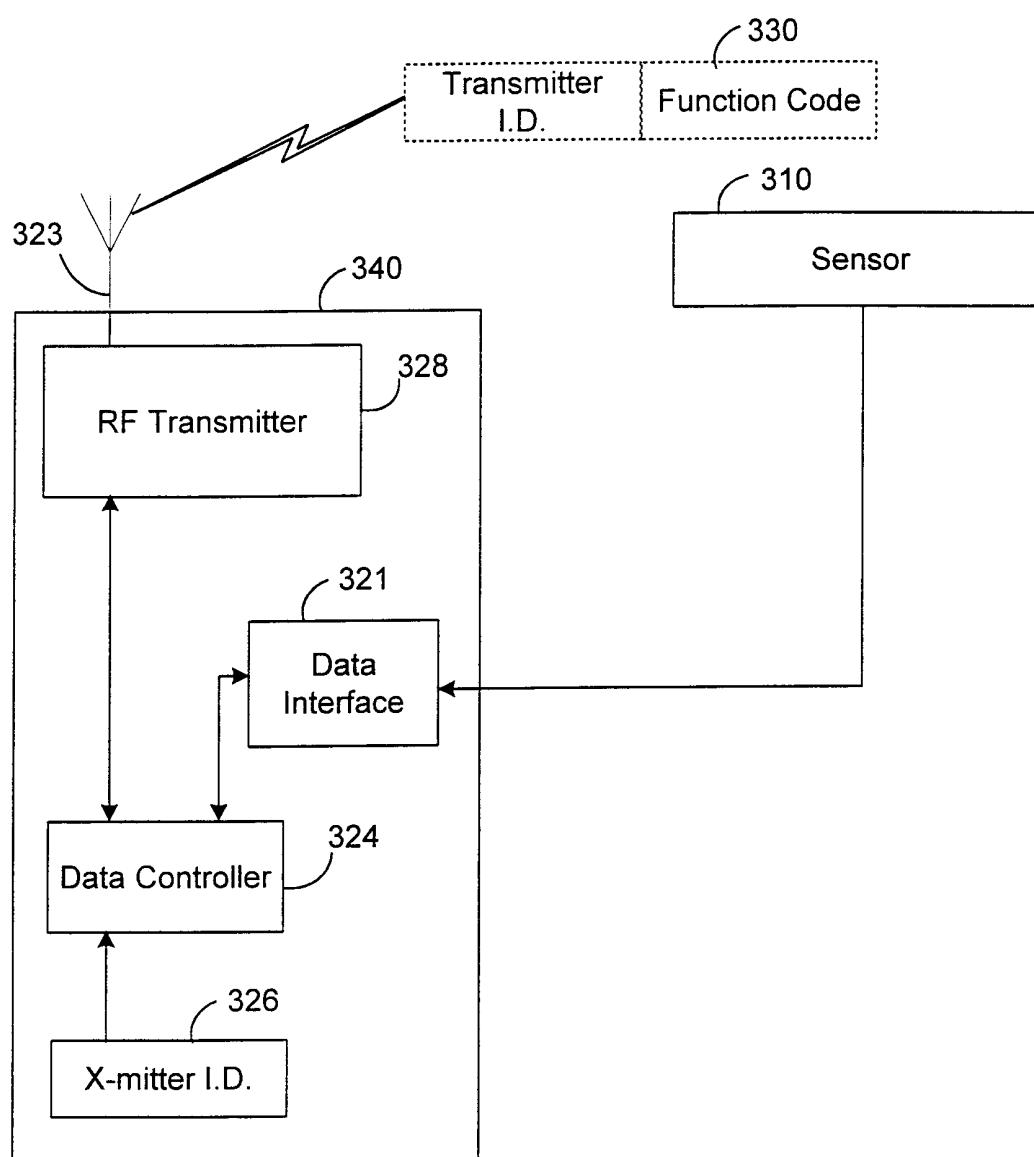 330
Transmitter
I.D.
Function Code
310
323
Sensor
340
328
RF Transmitter
321
Data
Interface
324
Data Controller
326
X-mitter I.D.